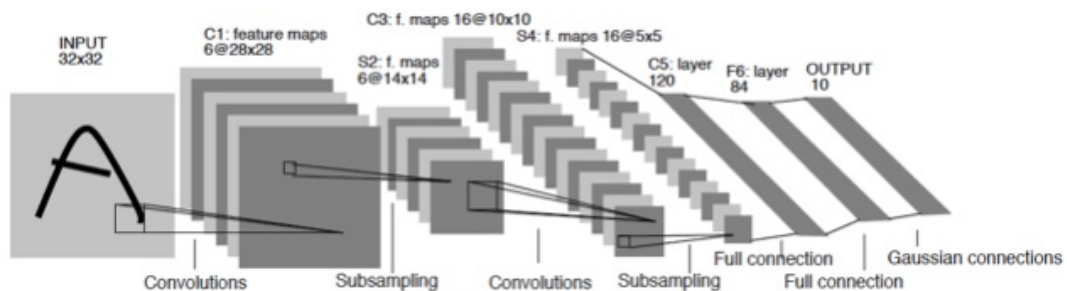 INPUT
32x32
C1: feature maps
6@28x28
S2: f. maps
6@14x14
C3: f. maps 16@10x10
S4: f. maps 16@5x5
C5: layer
120
F6: layer
84
OUTPUT
10
Convolutions
Subsampling
Convolutions
Subsampling
Full connection
Full connection
Gaussian connections
A